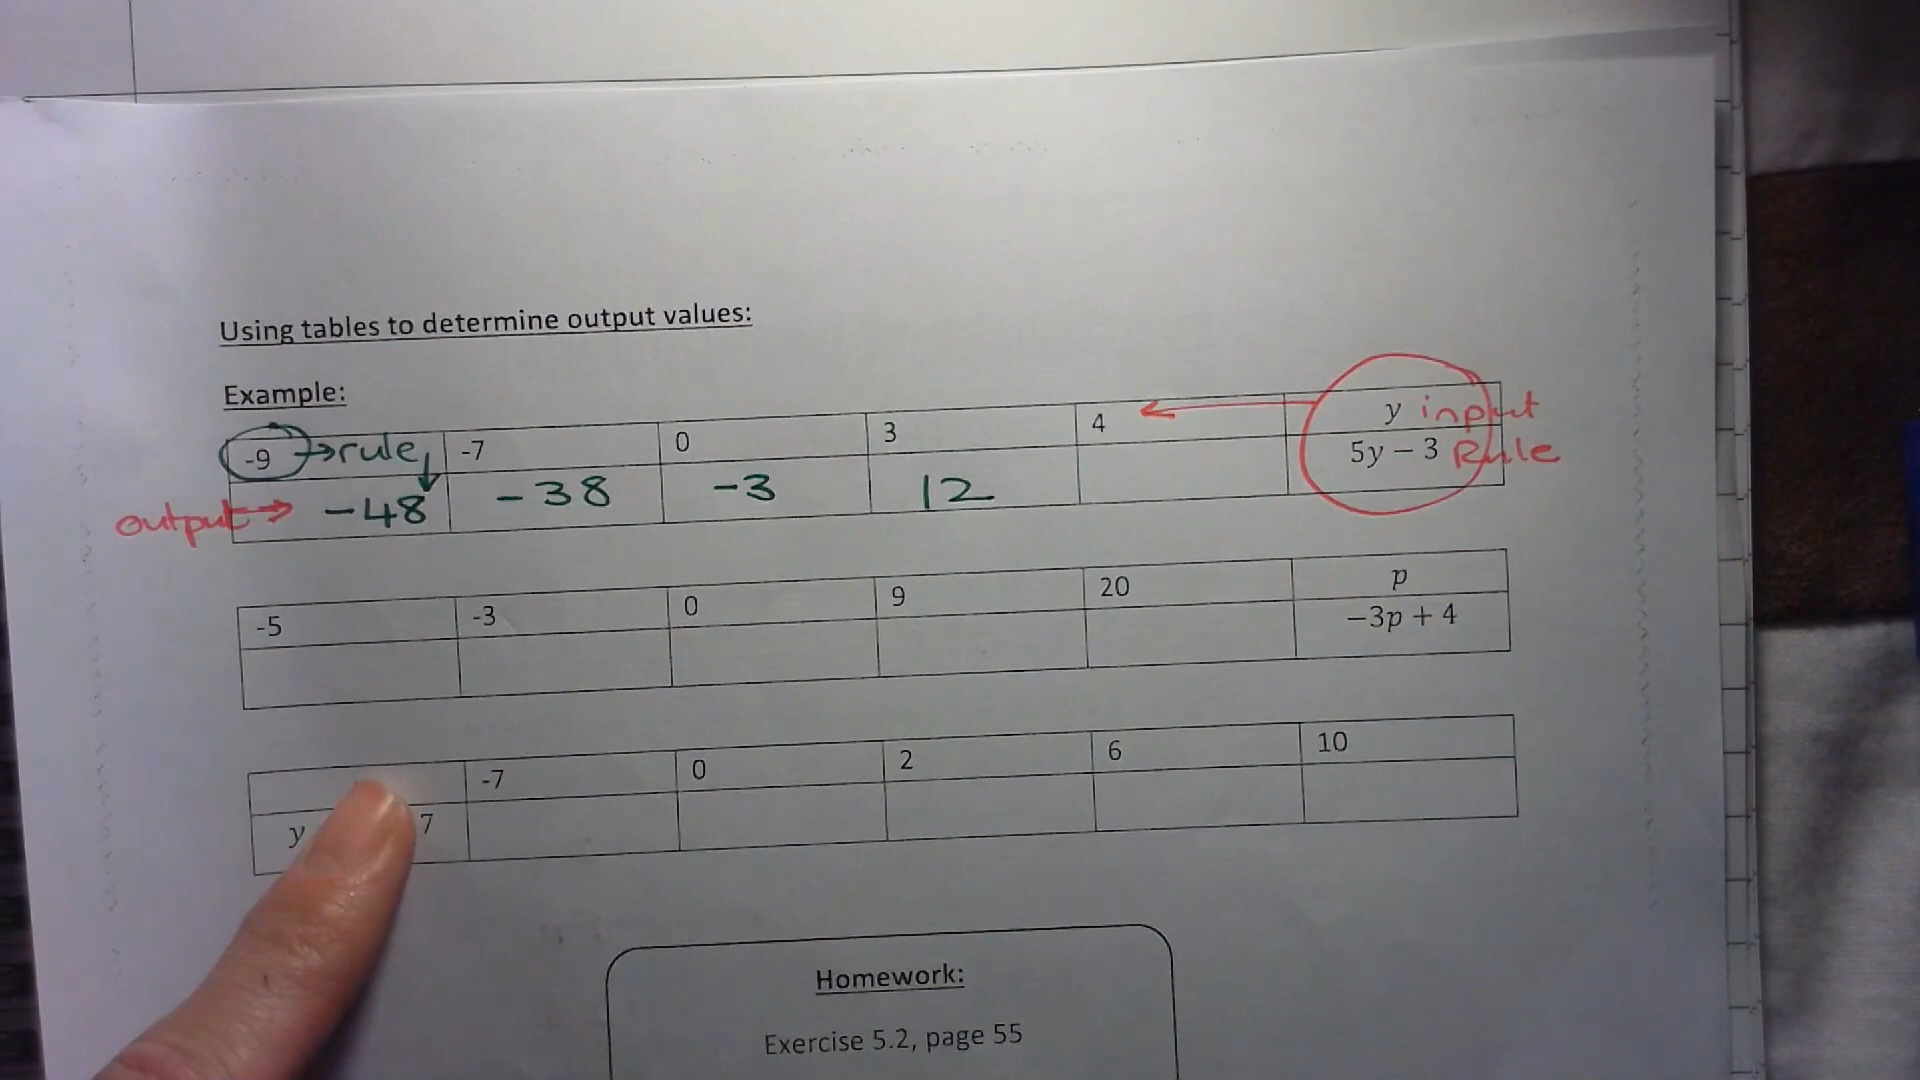 Using tables to determine output values:
Example:
-9 → rule ↓ -7 0 3 4 ← y input
output → -48 -38 -3 12 5y − 3 Rule
-5 -3 0 9 20 p
−3p + 4
-7 0 2 6 10
y 7
Homework:
Exercise 5.2, page 55